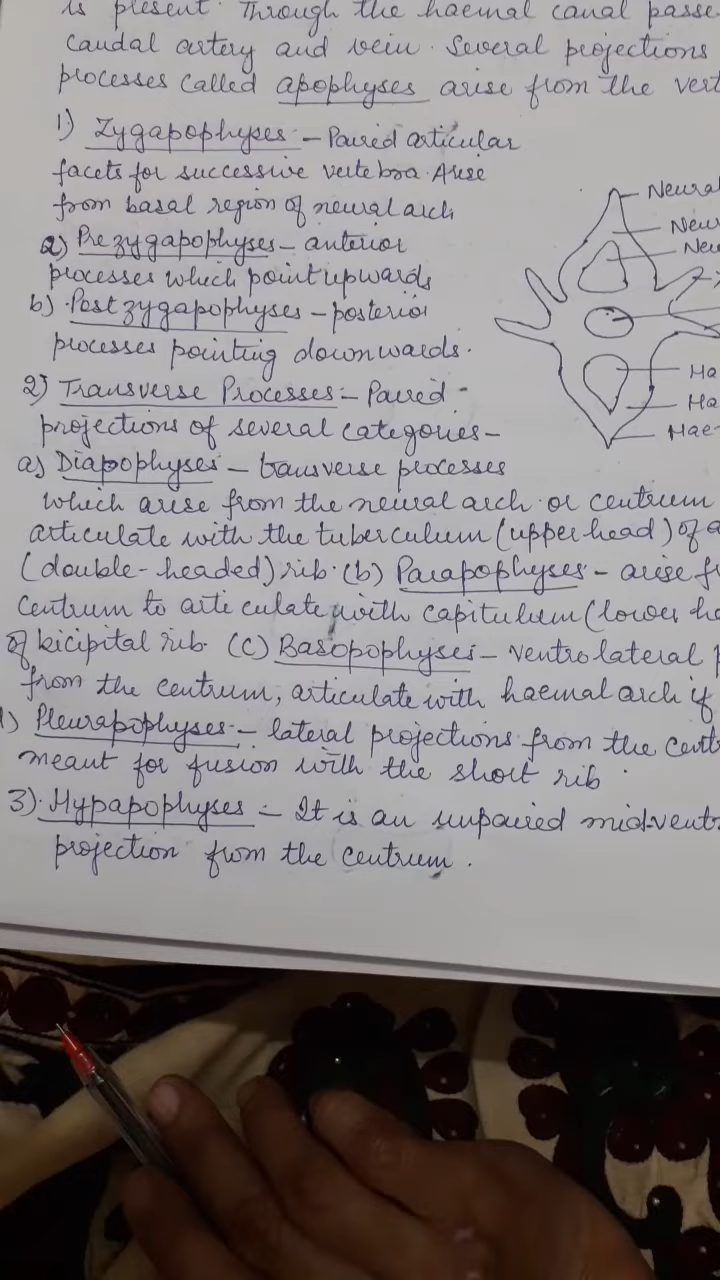 is present. Through the haemal canal passe
caudal artery and vein. Several projections
processes called apophyses arise from the vert
1) Zygapophyses - Paired articular
facets for successive vertebra. Arise
from basal region of neural arch
a) Prezygapophyses - anterior
processes which point upwards
b) Postzygapophyses - posterior
processes pointing downwards.
2) Transverse Processes - Paired
projections of several categories -
a) Diapophyses - transverse processes
which arise from the neural arch or centrum
articulate with the tuberculum (upper head) of a
(double-headed) rib. (b) Parapophyses - arise f
centrum to articulate with capitulum (lower he
of bicipital rib. (c) Basopophyses - ventrolateral p
from the centrum, articulate with haemal arch if
d) Pleurapophyses - lateral projections from the cent
meant for fusion with the short rib.
3) Hypapophyses - It is an unpaired midventr
projection from the centrum.
Neural
Neur
Neu
Z
Ha
Ha
Hae